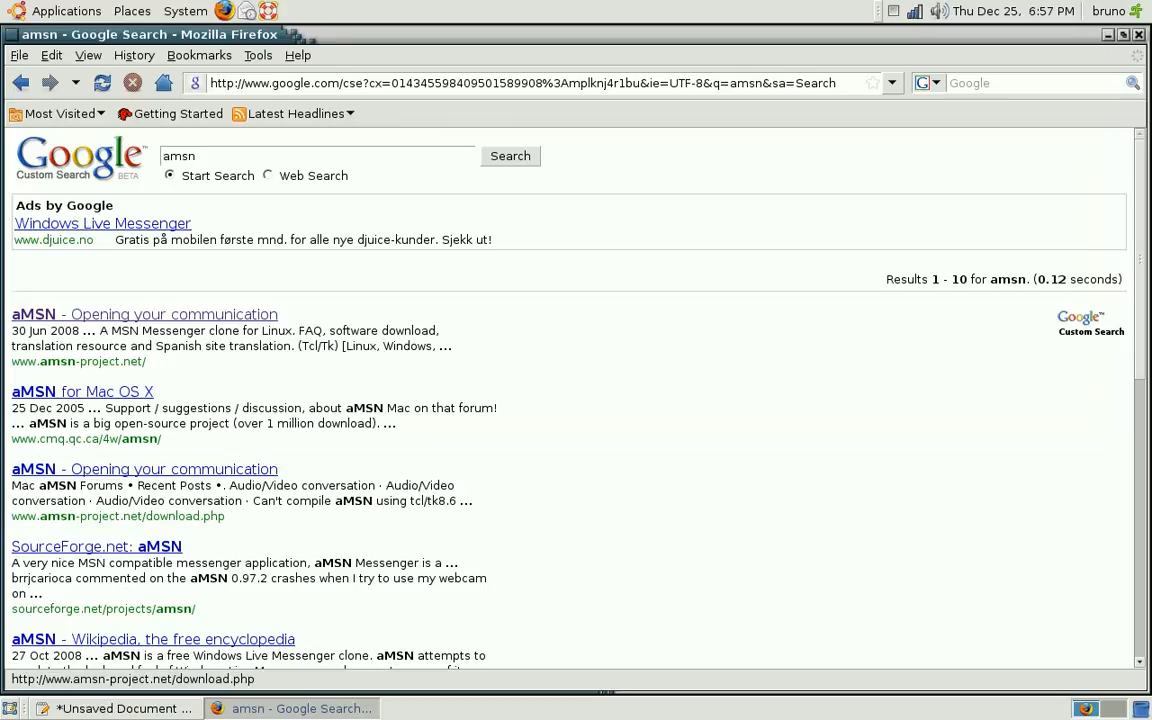 Applications Places System Thu Dec 25, 6:57 PM bruno
amsn - Google Search - Mozilla Firefox
File Edit View History Bookmarks Tools Help
http://www.google.com/cse?cx=014345598409501589908%3Amplknj4r1bu&ie=UTF-8&q=amsn&sa=Search Google
Most Visited Getting Started Latest Headlines
Google™ Custom Search BETA
amsn Search
Start Search Web Search
Ads by Google
Windows Live Messenger
www.djuice.no Gratis på mobilen første mnd. for alle nye djuice-kunder. Sjekk ut!
Results 1 - 10 for amsn. (0.12 seconds)
Google™
Custom Search
aMSN - Opening your communication
30 Jun 2008 ... A MSN Messenger clone for Linux. FAQ, software download,
translation resource and Spanish site translation. (Tcl/Tk) [Linux, Windows, ...
www.amsn-project.net/
aMSN for Mac OS X
25 Dec 2005 ... Support / suggestions / discussion, about aMSN Mac on that forum!
... aMSN is a big open-source project (over 1 million download). ...
www.cmq.qc.ca/4w/amsn/
aMSN - Opening your communication
Mac aMSN Forums • Recent Posts •. Audio/Video conversation · Audio/Video
conversation · Audio/Video conversation · Can't compile aMSN using tcl/tk8.6 ...
www.amsn-project.net/download.php
SourceForge.net: aMSN
A very nice MSN compatible messenger application, aMSN Messenger is a ...
brrjcarioca commented on the aMSN 0.97.2 crashes when I try to use my webcam
on ...
sourceforge.net/projects/amsn/
aMSN - Wikipedia, the free encyclopedia
27 Oct 2008 ... aMSN is a free Windows Live Messenger clone. aMSN attempts to
http://www.amsn-project.net/download.php
*Unsaved Document ... amsn - Google Search...